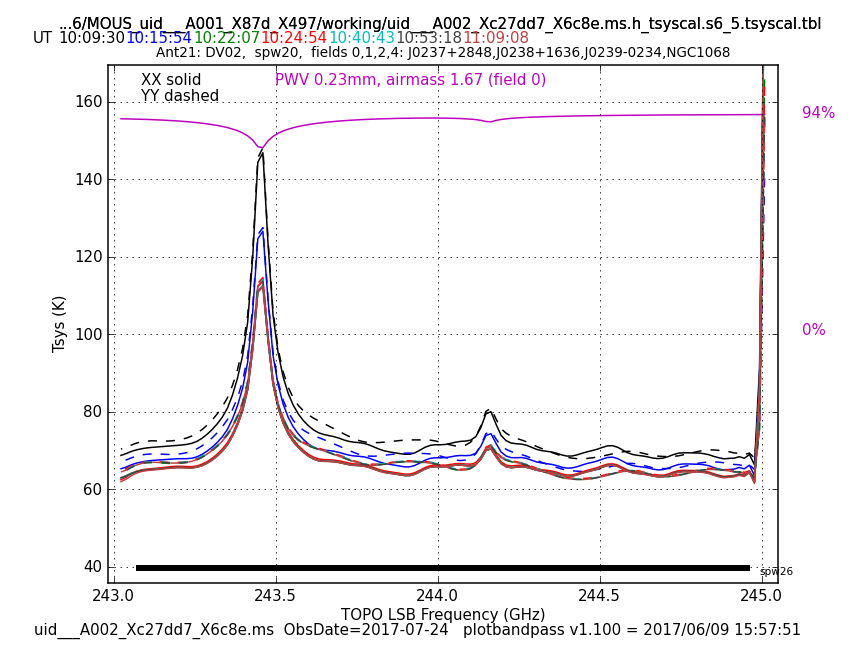 ...6/MOUS_uid___A001_X87d_X497/working/uid___A002_Xc27dd7_X6c8e.ms.h_tsyscal.s6_5.tsyscal.tbl
UT 10:09:30 10:15:54 10:22:07 10:24:54 10:40:43 10:53:18 11:09:08
Ant21: DV02, spw20, fields 0,1,2,4: J0237+2848,J0238+1636,J0239-0234,NGC1068
XX solid
PWV 0.23mm, airmass 1.67 (field 0)
YY dashed
160
140
120
100
80
60
40
94%
0%
Tsys (K)
spw26
243.0 243.5 244.0 244.5 245.0
TOPO LSB Frequency (GHz)
uid___A002_Xc27dd7_X6c8e.ms ObsDate=2017-07-24 plotbandpass v1.100 = 2017/06/09 15:57:51